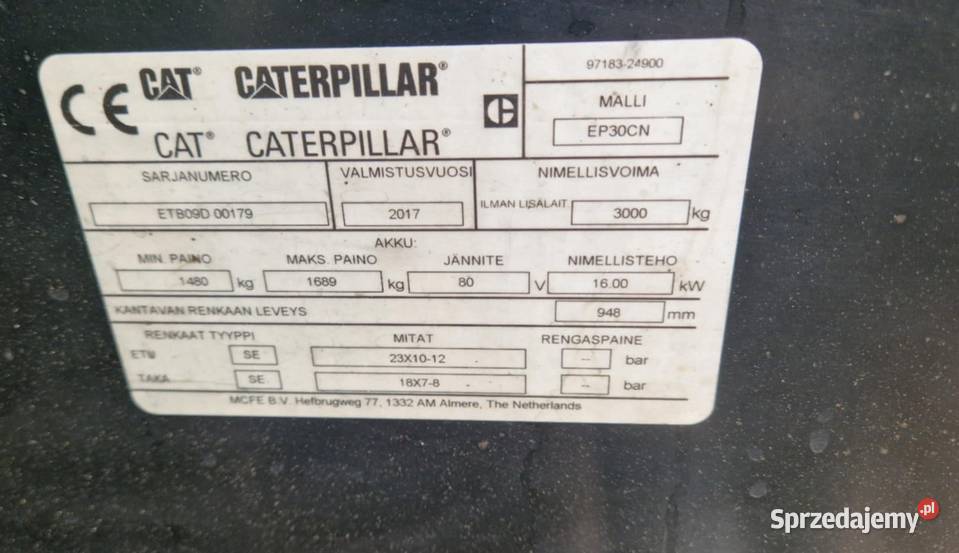 CE CAT® CATERPILLAR®
CAT® CATERPILLAR®
97183-24900
MALLI
EP30CN
SARJANUMERO VALMISTUSVUOSI NIMELLISVOIMA
ETB09D 00179 2017 ILMAN LISÄLAIT 3000 kg
AKKU:
MIN. PAINO MAKS. PAINO JÄNNITE NIMELLISTEHO
1480 kg 1689 kg 80 V 16.00 kW
KANTAVAN RENKAAN LEVEYS 948 mm
RENKAAT TYYPPI MITAT RENGASPAINE
ETU SE 23X10-12 -- bar
TAKA SE 18X7-8 -- bar
MCFE B.V. Hefbrugweg 77, 1332 AM Almere, The Netherlands
Sprzedajemy.pl